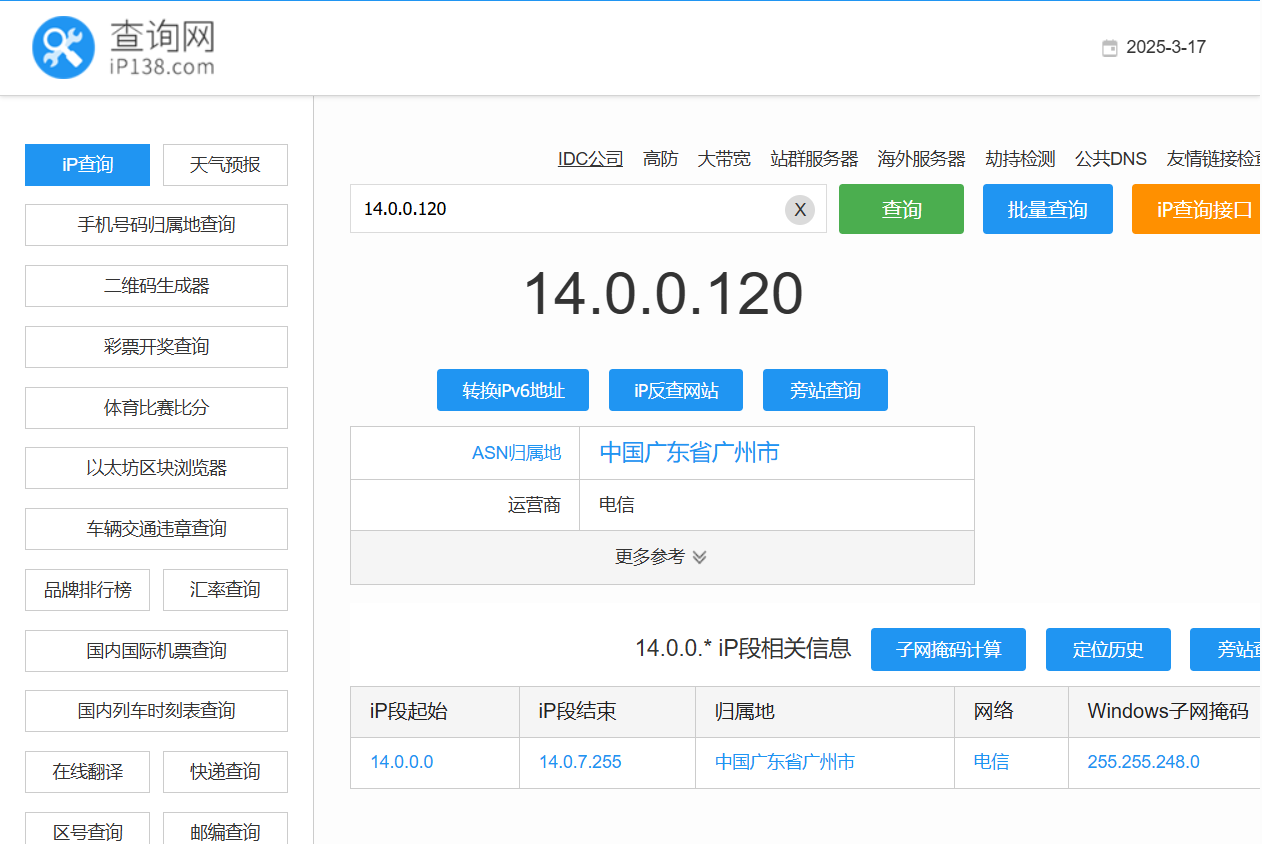 查询网
iP138.com
2025-3-17
iP查询 天气预报
手机号码归属地查询
二维码生成器
彩票开奖查询
体育比赛比分
以太坊区块浏览器
车辆交通违章查询
品牌排行榜 汇率查询
国内国际机票查询
国内列车时刻表查询
在线翻译 快递查询
区号查询 邮编查询
IDC公司 高防 大带宽 站群服务器 海外服务器 劫持检测 公共DNS 友情链接检查
14.0.0.120 X 查询 批量查询 iP查询接口
14.0.0.120
转换iPv6地址 iP反查网站 旁站查询
ASN归属地 中国广东省广州市
运营商 电信
更多参考
14.0.0.* iP段相关信息 子网掩码计算 定位历史 旁站查
iP段起始 iP段结束 归属地 网络 Windows子网掩码
14.0.0.0 14.0.7.255 中国广东省广州市 电信 255.255.248.0